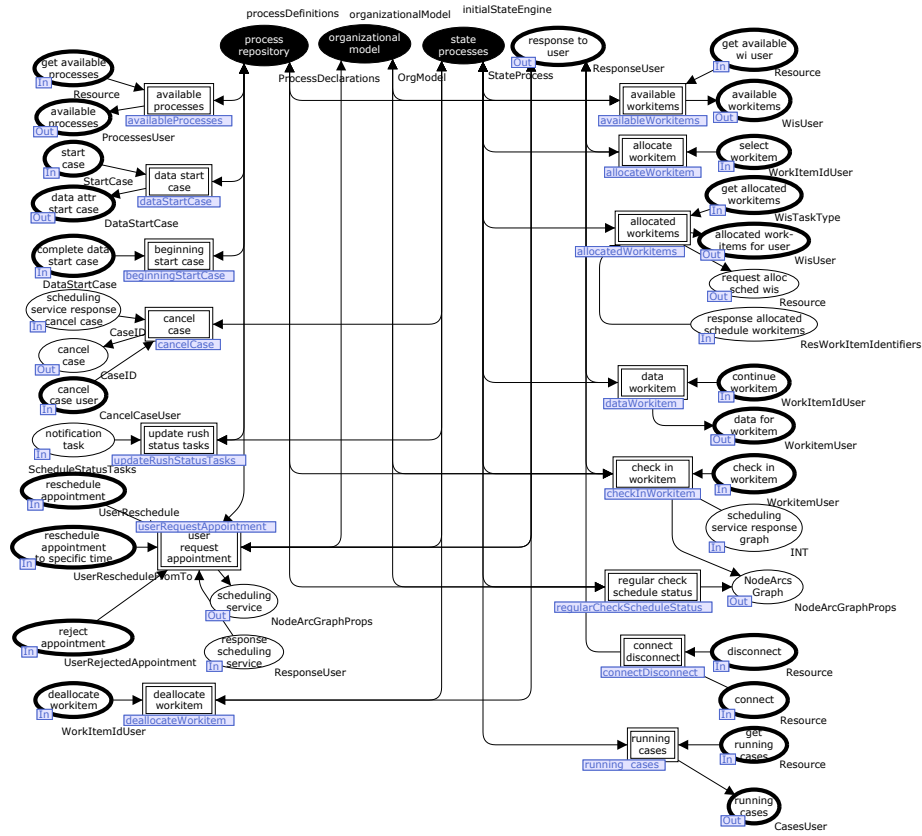 processDefinitions
organizationalModel
initialStateEngine
process
repository
organizational
model
state
processes
response to
user
Out
ProcessDeclarations
OrgModel
StateProcess
ResponseUser
get available
processes
In
Resource
available
processes
Out
ProcessesUser
available
processes
availableProcesses
start
case
In
StartCase
data attr
start case
Out
DataStartCase
data start
case
dataStartCase
complete data
start case
In
DataStartCase
beginning
start case
beginningStartCase
scheduling
service response
cancel case
In
CaseID
cancel
case
Out
CaseID
cancel
case
cancelCase
cancel
case user
In
CancelCaseUser
notification
task
In
ScheduleStatusTasks
update rush
status tasks
updateRushStatusTasks
reschedule
appointment
In
UserReschedule
userRequestAppointment
user
request
appointment
reschedule
appointment
to specific time
In
UserRescheduleFromTo
reject
appointment
In
UserRejectedAppointment
scheduling
service
Out
NodeArcGraphProps
response
scheduling
service
In
ResponseUser
deallocate
workitem
In
WorkItemIdUser
deallocate
workitem
deallocateWorkitem
get available
wi user
In
Resource
available
workitems
availableWorkitems
available
workitems
Out
WisUser
allocate
workitem
allocateWorkitem
select
workitem
In
WorkItemIdUser
get allocated
workitems
In
WisTaskType
allocated
workitems
allocatedWorkitems
allocated work-
items for user
Out
WisUser
request alloc
sched wis
Out
Resource
response allocated
schedule workitems
In
ResWorkItemIdentifiers
data
workitem
dataWorkitem
continue
workitem
In
WorkItemIdUser
data for
workitem
Out
WorkitemUser
check in
workitem
checkInWorkitem
check in
workitem
In
WorkitemUser
scheduling
service response
graph
In
INT
regular check
schedule status
regularCheckScheduleStatus
NodeArcs
Graph
Out
NodeArcGraphProps
connect
disconnect
connectDisconnect
disconnect
In
Resource
connect
In
Resource
running
cases
running cases
get
running
cases
In
Resource
running
cases
Out
CasesUser